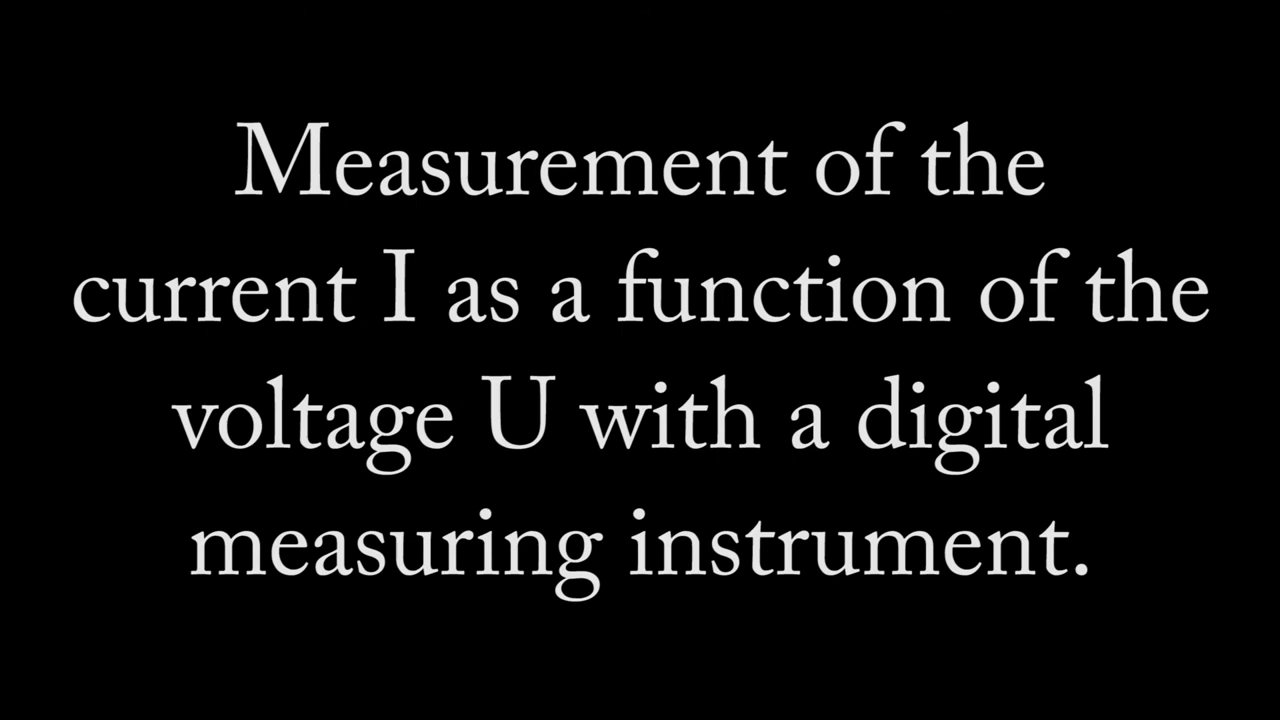 Measurement of the
current I as a function of the
voltage U with a digital
measuring instrument.